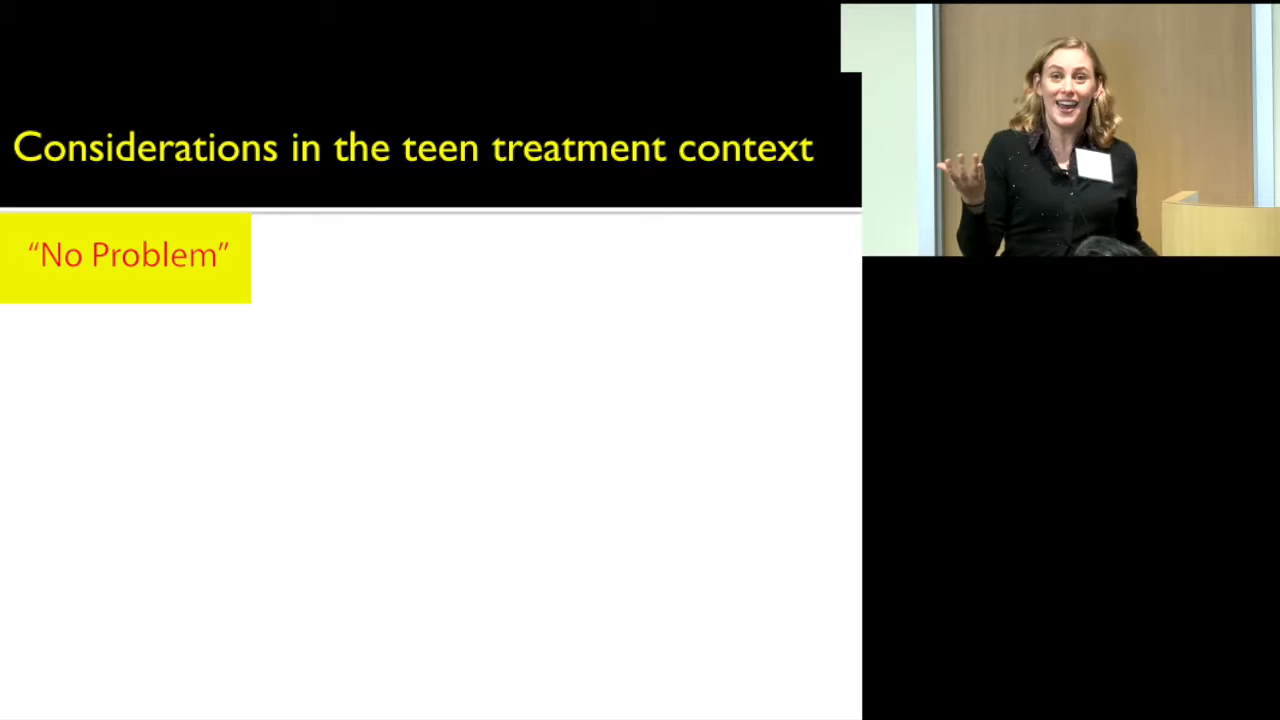 Considerations in the teen treatment context
“No Problem”